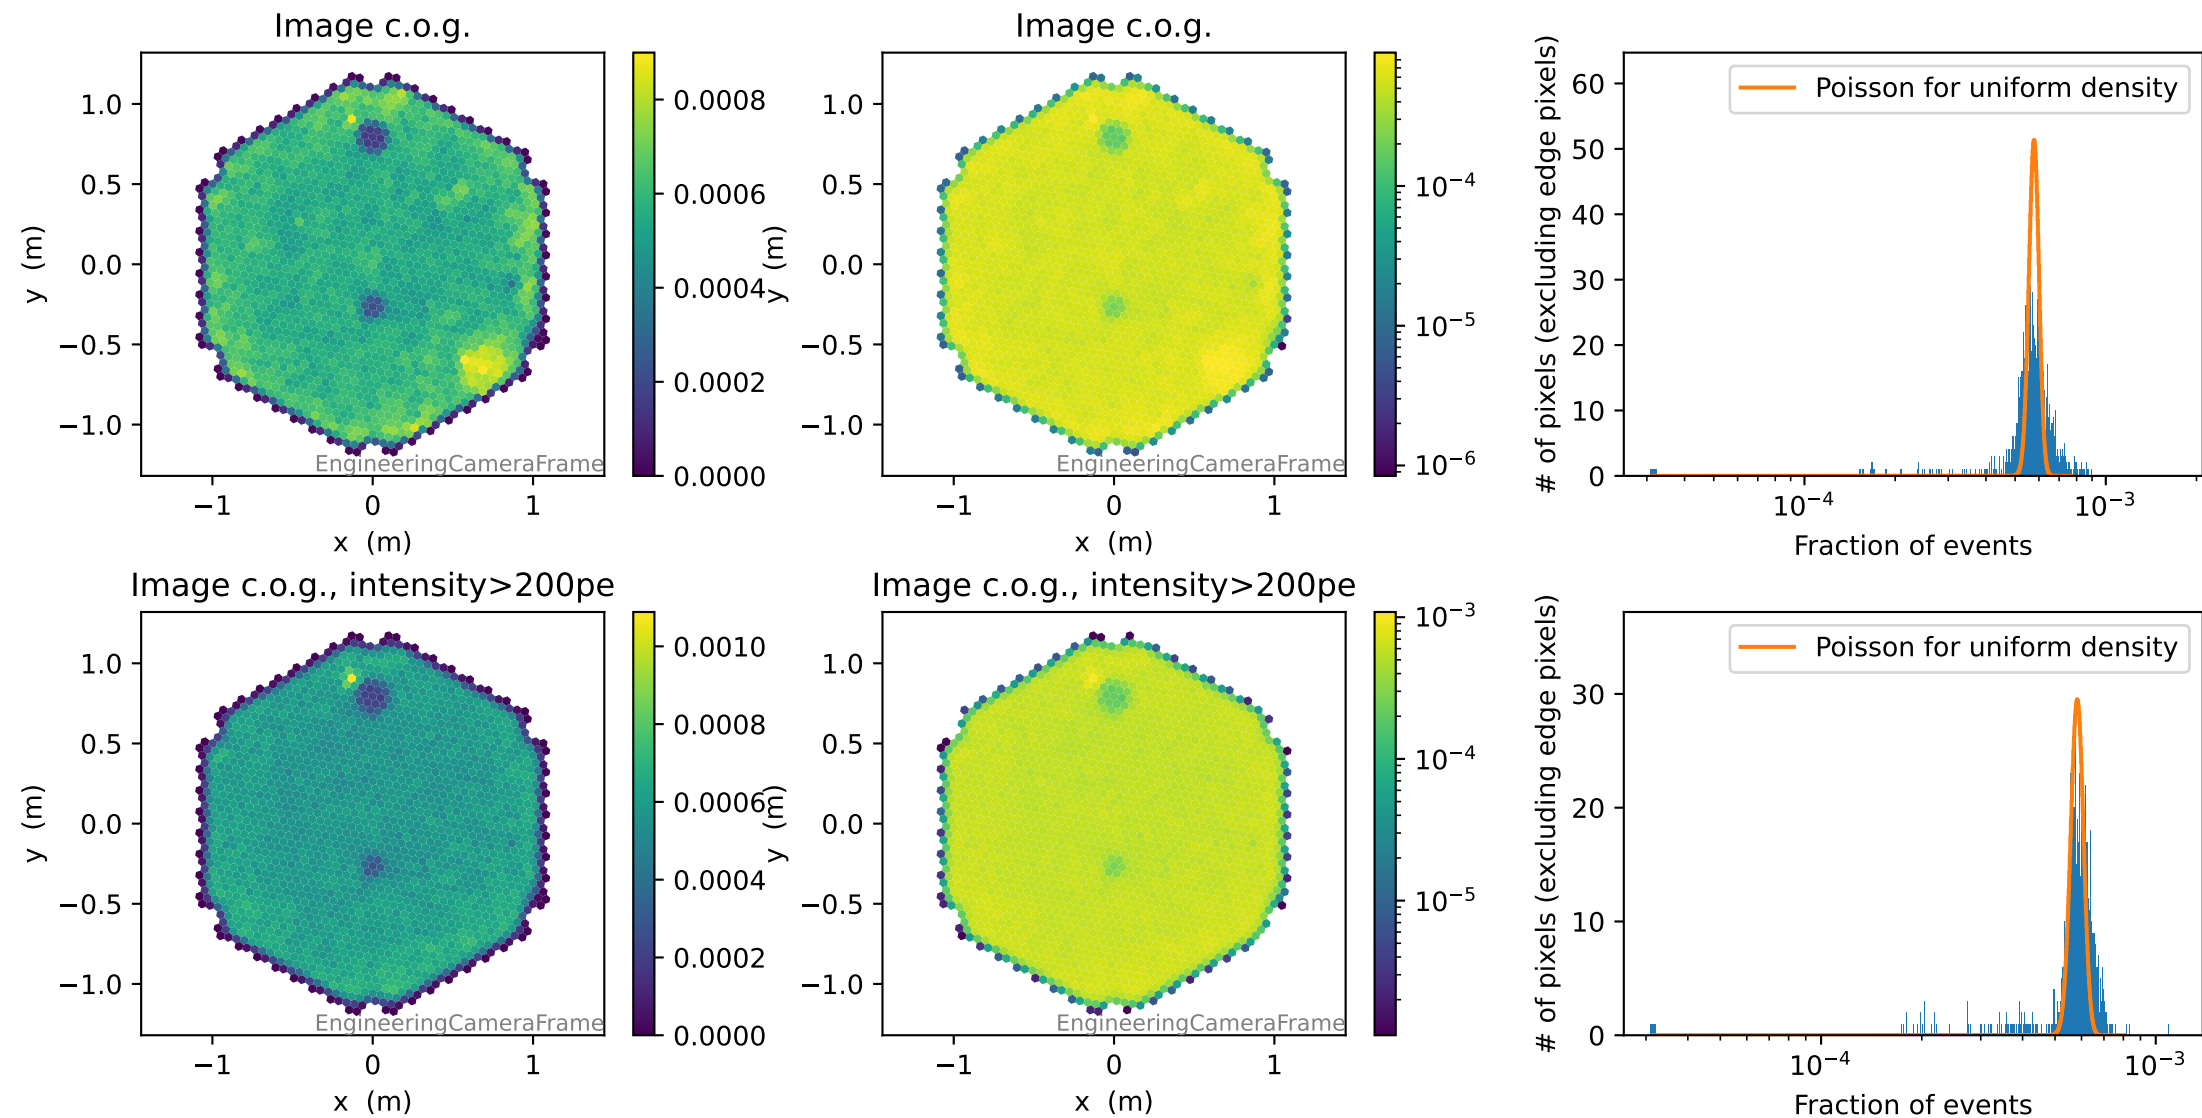 Image c.o.g.
y (m)
1.0
0.5
0.0
−0.5
−1.0
−1
0
1
x (m)
EngineeringCameraFrame
0.0008
0.0006
0.0004
0.0002
0.0000
Image c.o.g.
y (m)
1.0
0.5
0.0
−0.5
−1.0
−1
0
1
x (m)
EngineeringCameraFrame
10⁻⁴
10⁻⁵
10⁻⁶
# of pixels (excluding edge pixels)
60
50
40
30
20
10
0
Poisson for uniform density
10⁻⁴
10⁻³
Fraction of events
Image c.o.g., intensity>200pe
y (m)
1.0
0.5
0.0
−0.5
−1.0
−1
0
1
x (m)
EngineeringCameraFrame
0.0010
0.0008
0.0006
0.0004
0.0002
0.0000
Image c.o.g., intensity>200pe
y (m)
1.0
0.5
0.0
−0.5
−1.0
−1
0
1
x (m)
EngineeringCameraFrame
10⁻³
10⁻⁴
10⁻⁵
# of pixels (excluding edge pixels)
30
20
10
0
Poisson for uniform density
10⁻⁴
10⁻³
Fraction of events